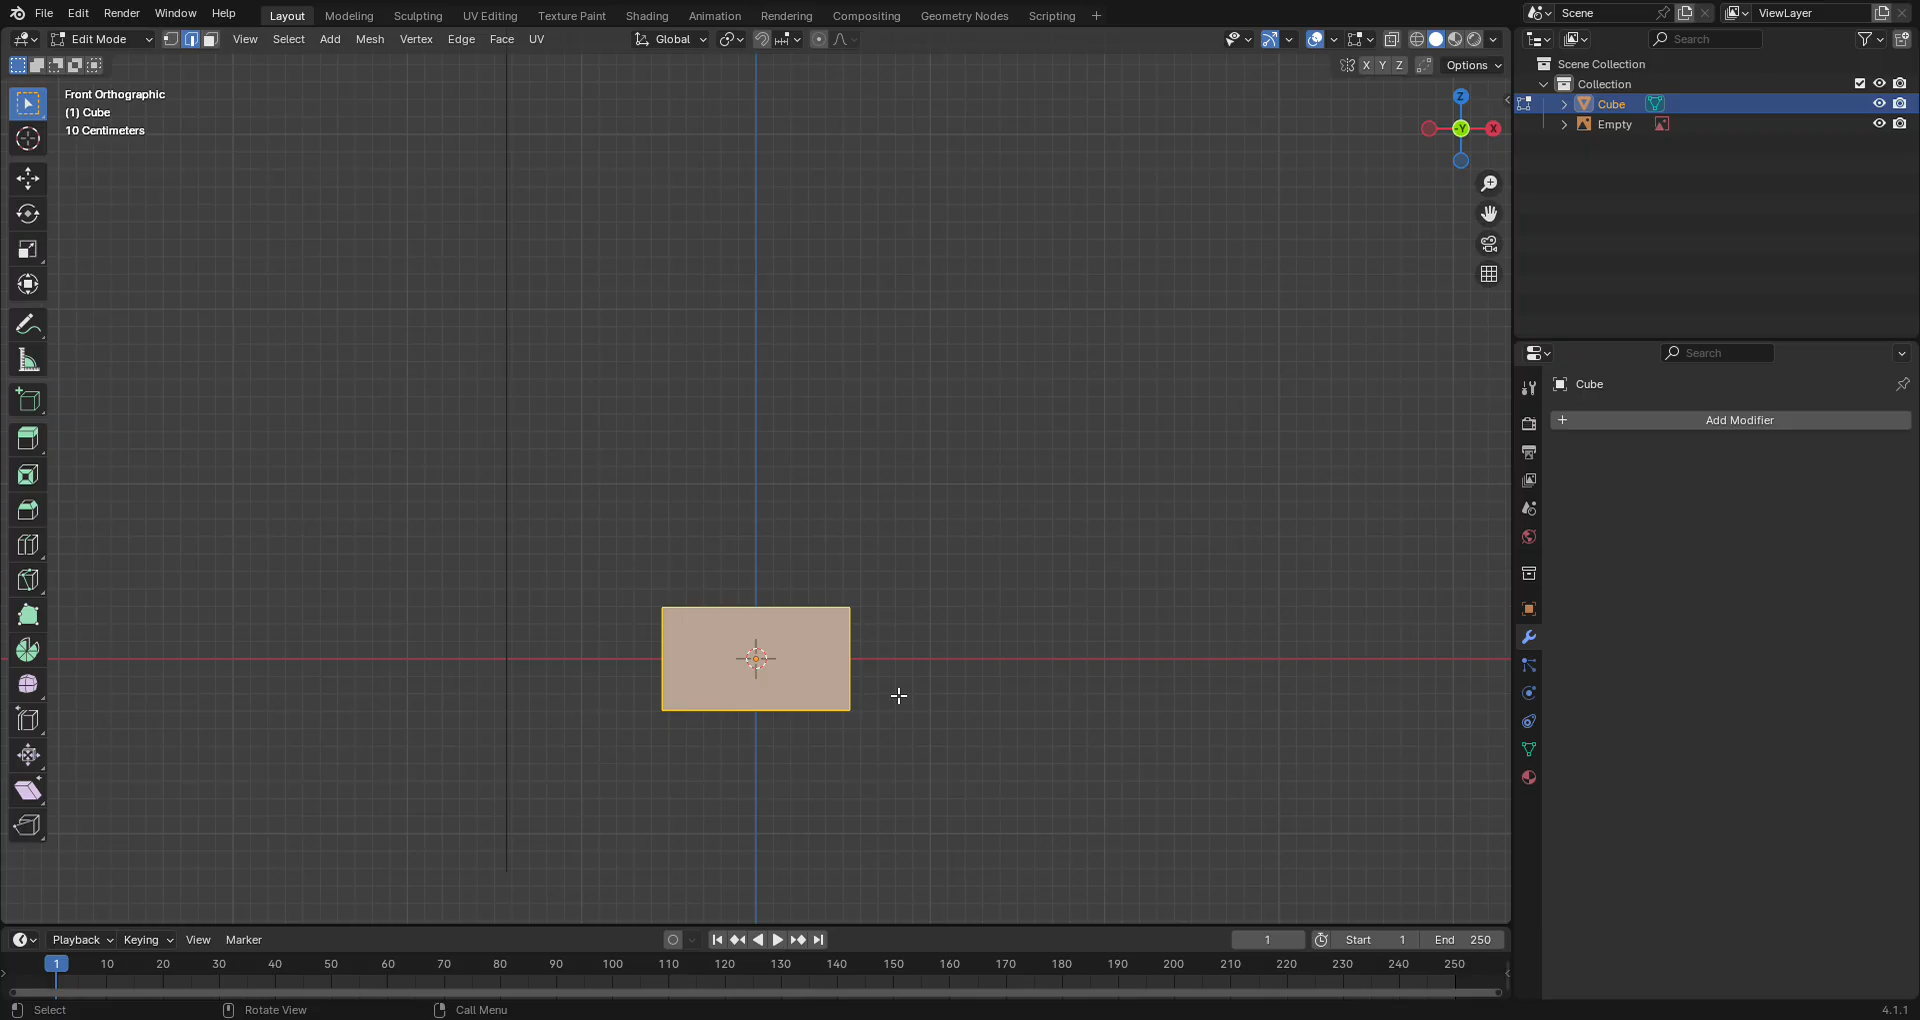 File Edit Render Window Help Layout Modeling Sculpting UV Editing Texture Paint Shading Animation Rendering Compositing Geometry Nodes Scripting + Scene ViewLayer
Edit Mode View Select Add Mesh Vertex Edge Face UV Global Search
X Y Z Options
Scene Collection
Collection
Cube
Empty
Front Orthographic
(1) Cube
10 Centimeters
Z
-Y X
Search
Cube
+ Add Modifier
Playback Keying View Marker 1 Start 1 End 250
1 10 20 30 40 50 60 70 80 90 100 110 120 130 140 150 160 170 180 190 200 210 220 230 240 250
Select Rotate View Call Menu 4.1.1